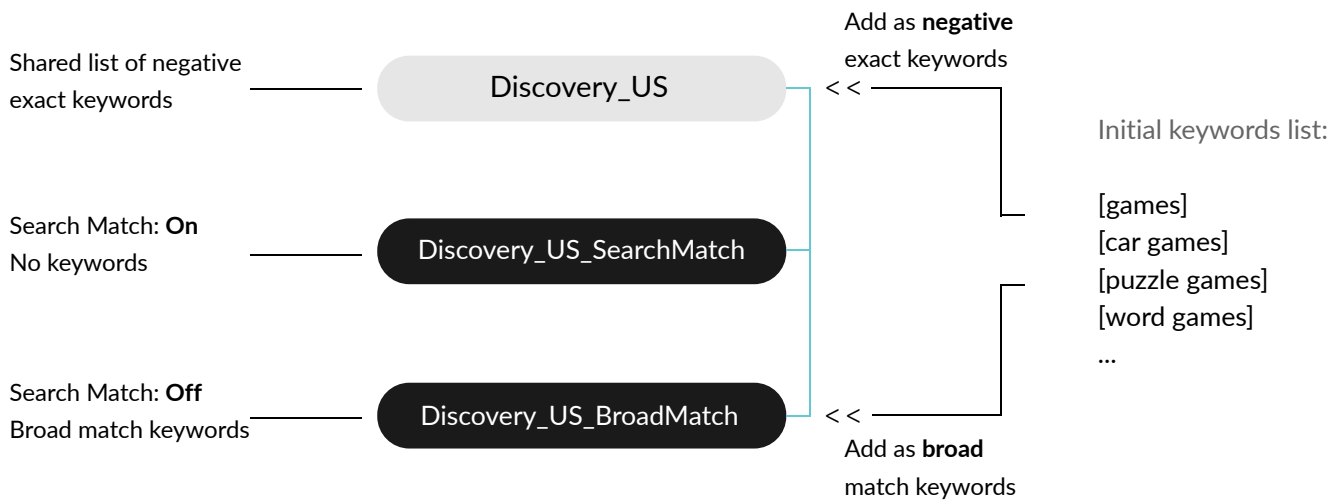 Shared list of negative
exact keywords
Discovery_US
Add as negative
exact keywords
<<
Search Match: On
No keywords
Discovery_US_SearchMatch
Search Match: Off
Broad match keywords
Discovery_US_BroadMatch
<<
Add as broad
match keywords
Initial keywords list:
[games]
[car games]
[puzzle games]
[word games]
...